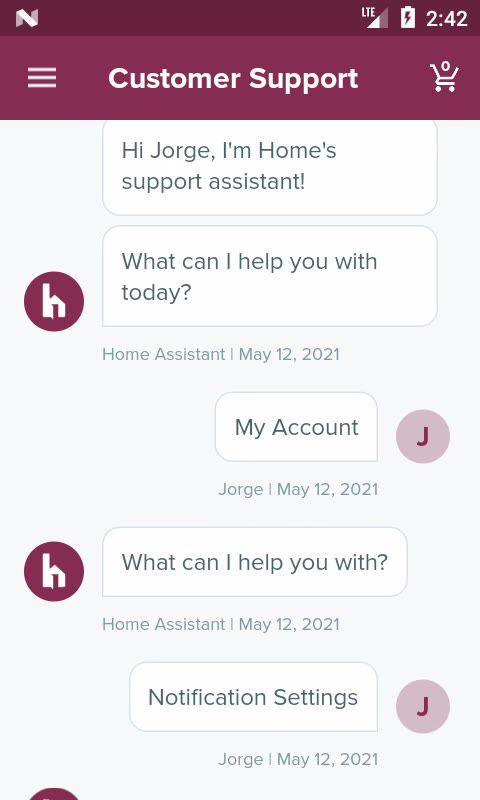 LTE
2:42
Customer Support
0
Hi Jorge, I'm Home's
support assistant!
What can I help you with
today?
h
Home Assistant | May 12, 2021
My Account
J
Jorge | May 12, 2021
What can I help you with?
h
Home Assistant | May 12, 2021
Notification Settings
J
Jorge | May 12, 2021